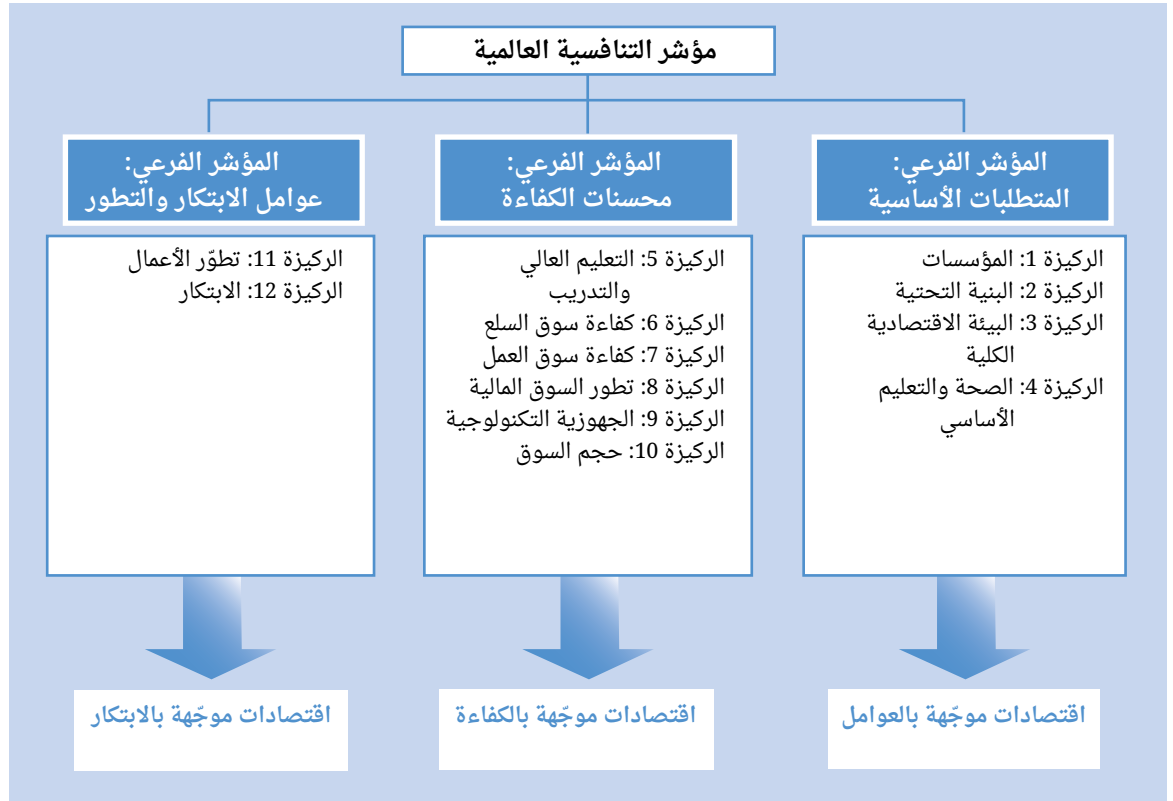 مؤشر التنافسية العالمية
المؤشر الفرعي:
المتطلبات الأساسية
الركيزة 1: المؤسسات
الركيزة 2: البنية التحتية
الركيزة 3: البيئة الاقتصادية
الكلية
الركيزة 4: الصحة والتعليم
الأساسي
اقتصادات موجّهة بالعوامل
المؤشر الفرعي:
محسنات الكفاءة
الركيزة 5: التعليم العالي
والتدريب
الركيزة 6: كفاءة سوق السلع
الركيزة 7: كفاءة سوق العمل
الركيزة 8: تطور السوق المالية
الركيزة 9: الجهوزية التكنولوجية
الركيزة 10: حجم السوق
اقتصادات موجّهة بالكفاءة
المؤشر الفرعي:
عوامل الابتكار والتطور
الركيزة 11: تطوّر الأعمال
الركيزة 12: الابتكار
اقتصادات موجّهة بالابتكار